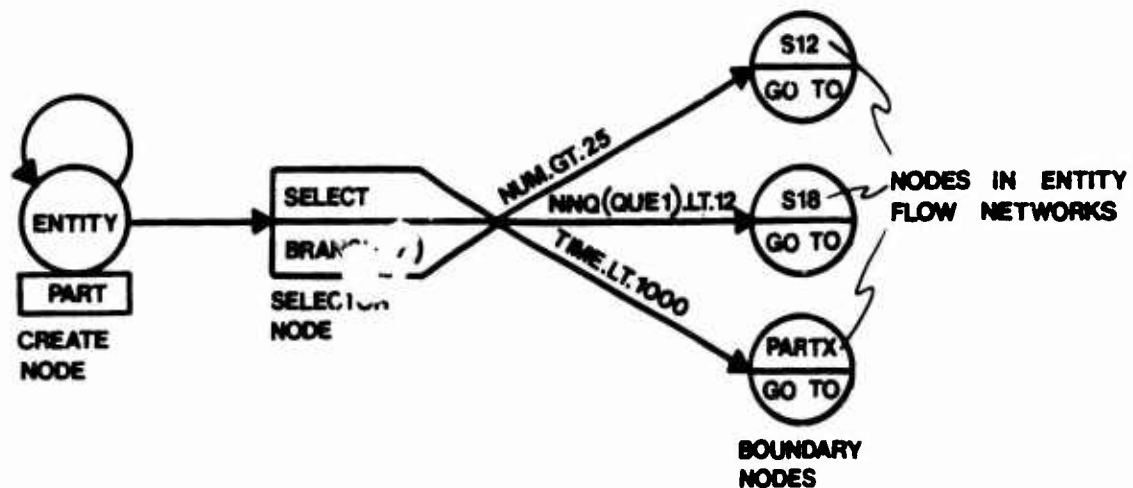 ENTITY
PART
CREATE
NODE
SELECT
NODE
NUM.GT.25
NNQ(QUE1).LT.12
TIME.LT.1000
S12
GO TO
S18
GO TO
PARTX
GO TO
BOUNDARY
NODES
NODES IN ENTITY
FLOW NETWORKS